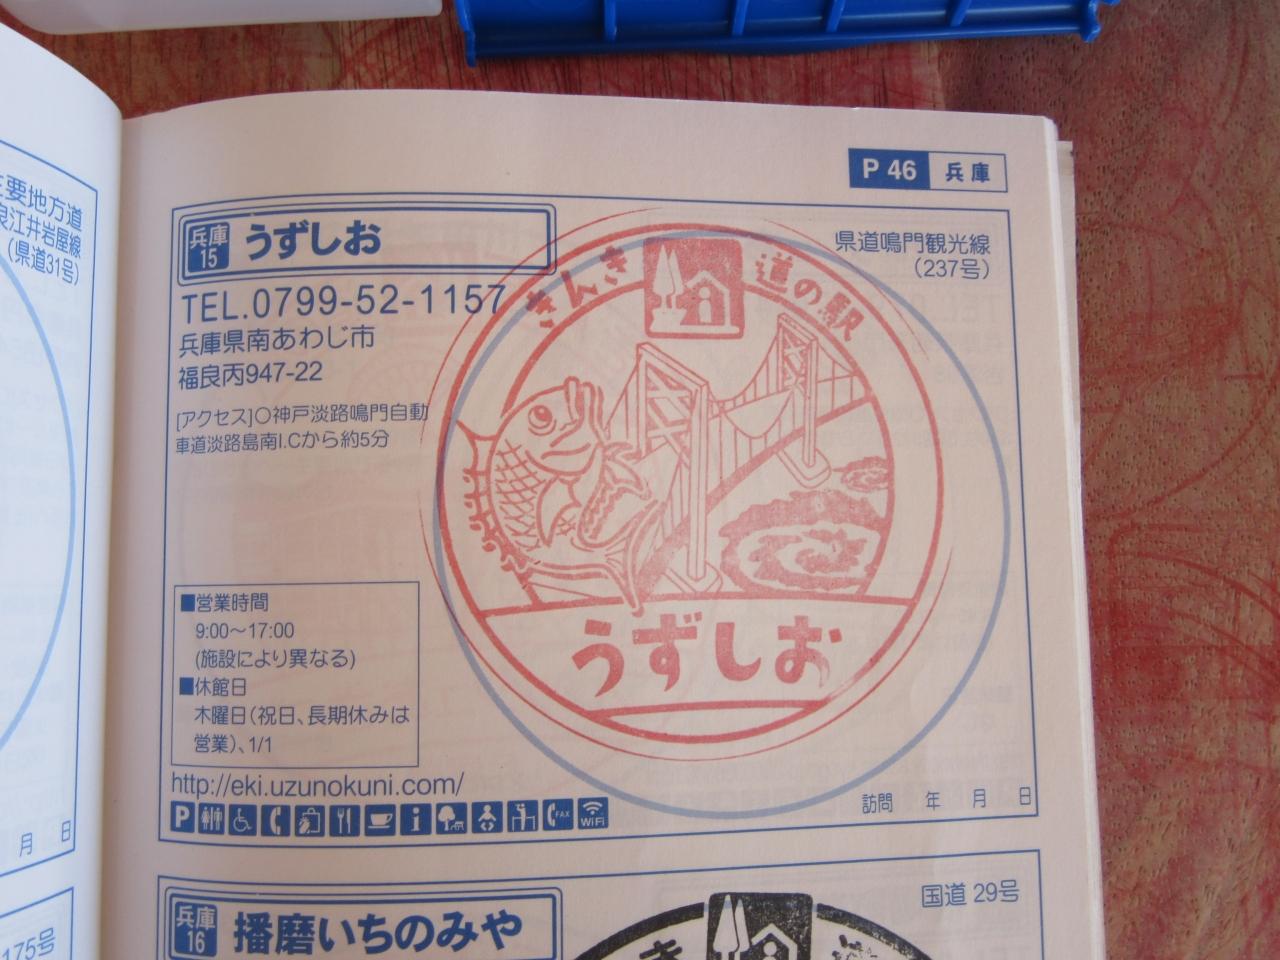 主要地方道
良江井岩屋線
(県道31号)
月 日
175号
P 46 兵庫
兵庫
15
うずしお
県道鳴門観光線
(237号)
TEL.0799-52-1157
兵庫県南あわじ市
福良丙947-22
[アクセス]○神戸淡路鳴門自動
車道淡路島南I.Cから約5分
■営業時間
9:00〜17:00
(施設により異なる)
■休館日
木曜日(祝日、長期休みは
営業)、1/1
http://eki.uzunokuni.com/
P
i
FAX
WiFi
きんき 道の駅
うずしお
訪問 年 月 日
兵庫
16
播磨いちのみや
国道 29号
き